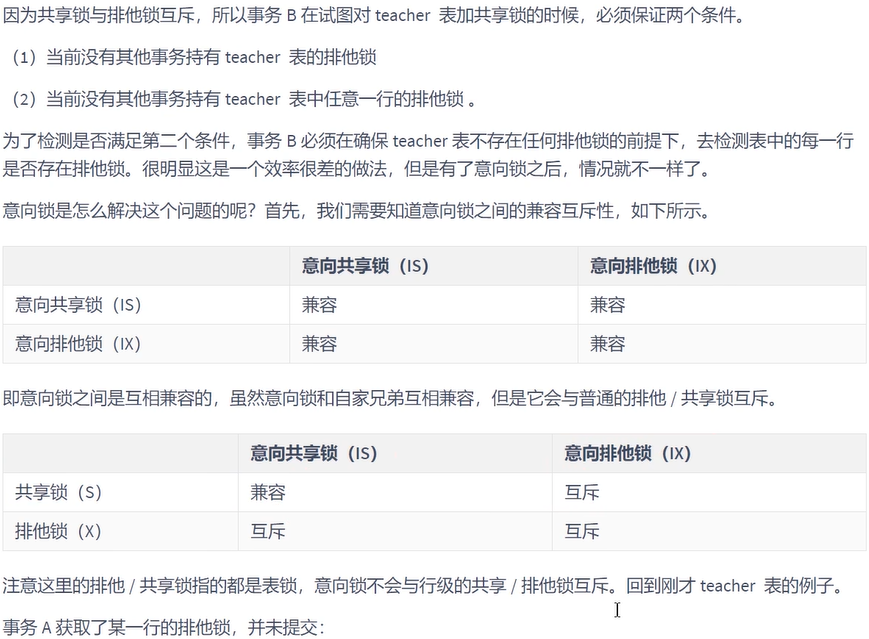 因为共享锁与排他锁互斥，所以事务 B 在试图对 teacher 表加共享锁的时候，必须保证两个条件。
（1）当前没有其他事务持有 teacher 表的排他锁
（2）当前没有其他事务持有 teacher 表中任意一行的排他锁 。
为了检测是否满足第二个条件，事务 B 必须在确保 teacher 表不存在任何排他锁的前提下，去检测表中的每一行
是否存在排他锁。很明显这是一个效率很差的做法，但是有了意向锁之后，情况就不一样了。
意向锁是怎么解决这个问题的呢？首先，我们需要知道意向锁之间的兼容互斥性，如下所示。
意向共享锁（IS） 意向排他锁（IX）
意向共享锁（IS） 兼容 兼容
意向排他锁（IX） 兼容 兼容
即意向锁之间是互相兼容的，虽然意向锁和自家兄弟互相兼容，但是它会与普通的排他 / 共享锁互斥。
意向共享锁（IS） 意向排他锁（IX）
共享锁（S） 兼容 互斥
排他锁（X） 互斥 互斥
注意这里的排他 / 共享锁指的都是表锁，意向锁不会与行级的共享 / 排他锁互斥。回到刚才 teacher 表的例子。
事务 A 获取了某一行的排他锁，并未提交：